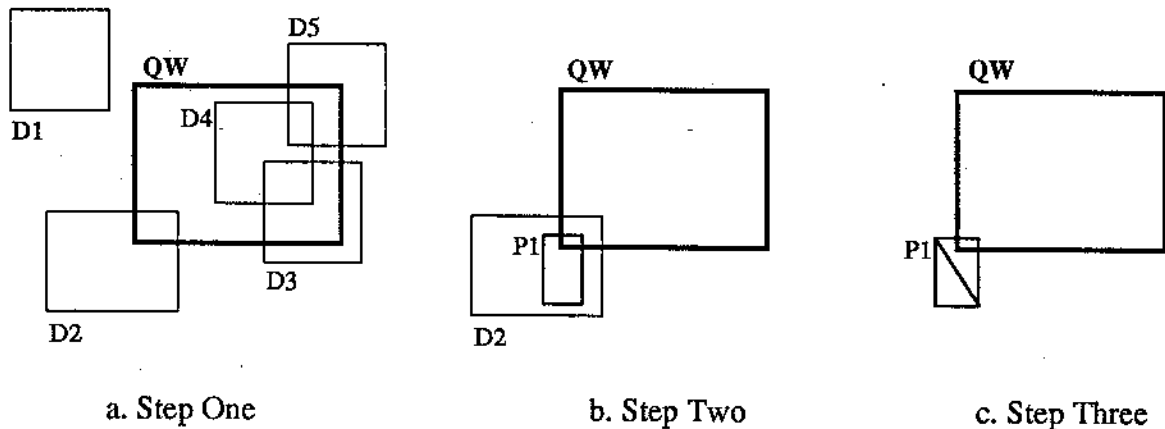 D5
QW
D4
D1
D3
D2
a. Step One
QW
P1
D2
b. Step Two
QW
P1
c. Step Three